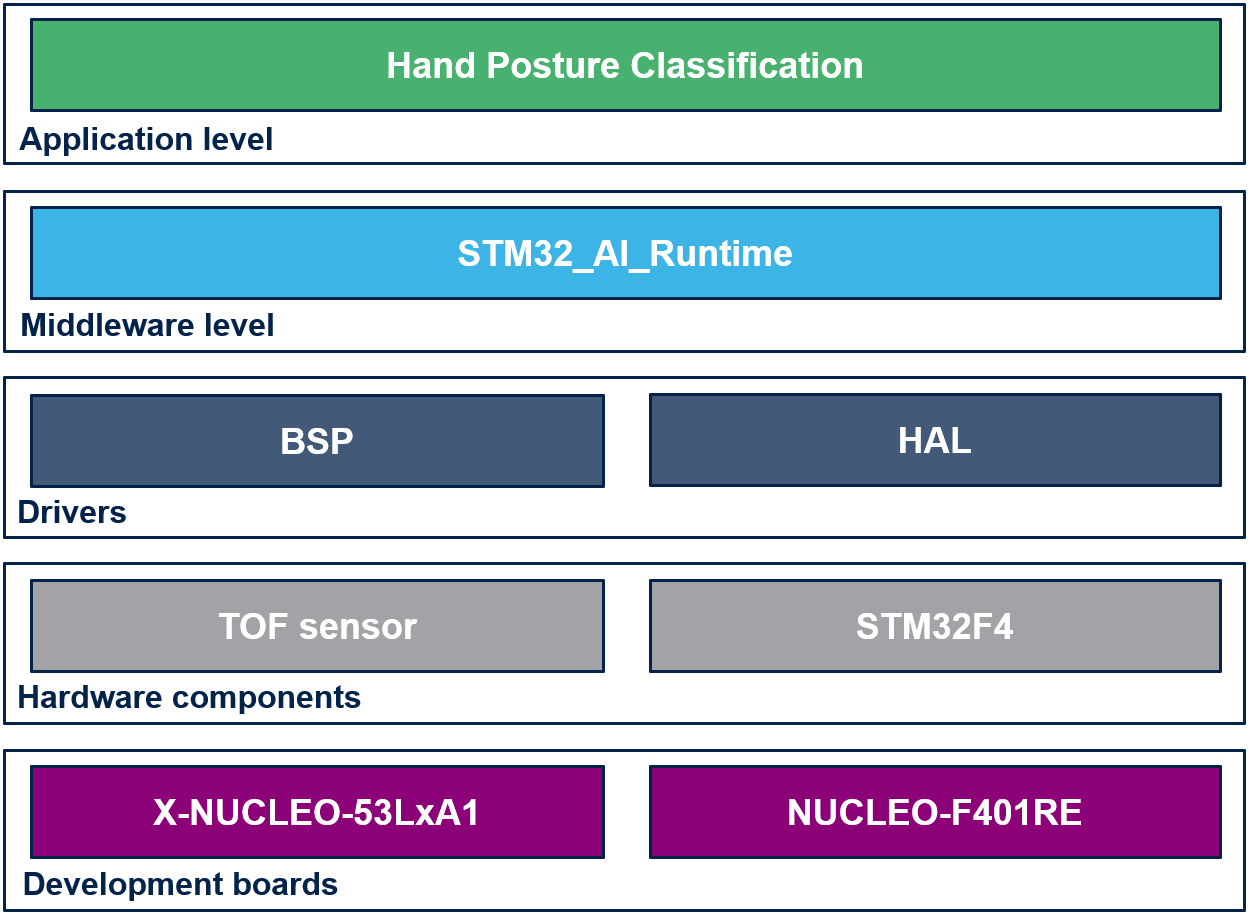 Hand Posture Classification
Application level
STM32_AI_Runtime
Middleware level
BSP
HAL
Drivers
TOF sensor
STM32F4
Hardware components
X-NUCLEO-53LxA1
NUCLEO-F401RE
Development boards